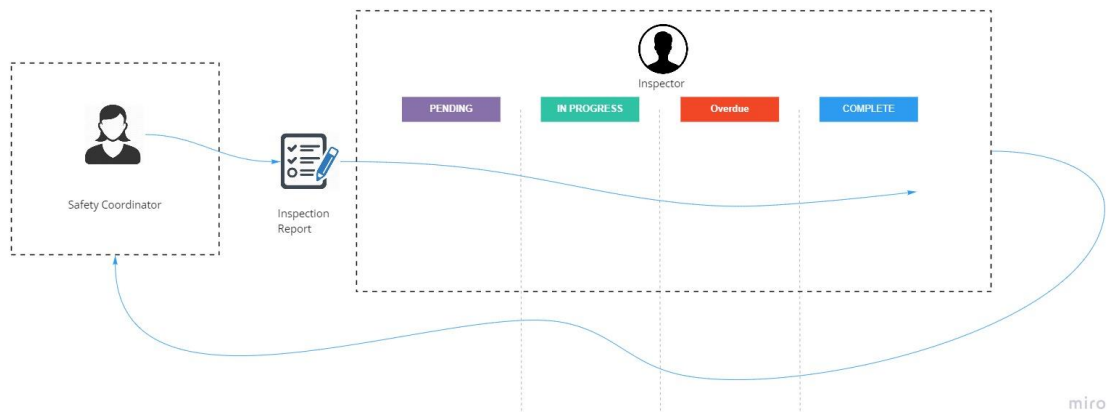 Inspector
PENDING
IN PROGRESS
Overdue
COMPLETE
Safety Coordinator
Inspection
Report
miro